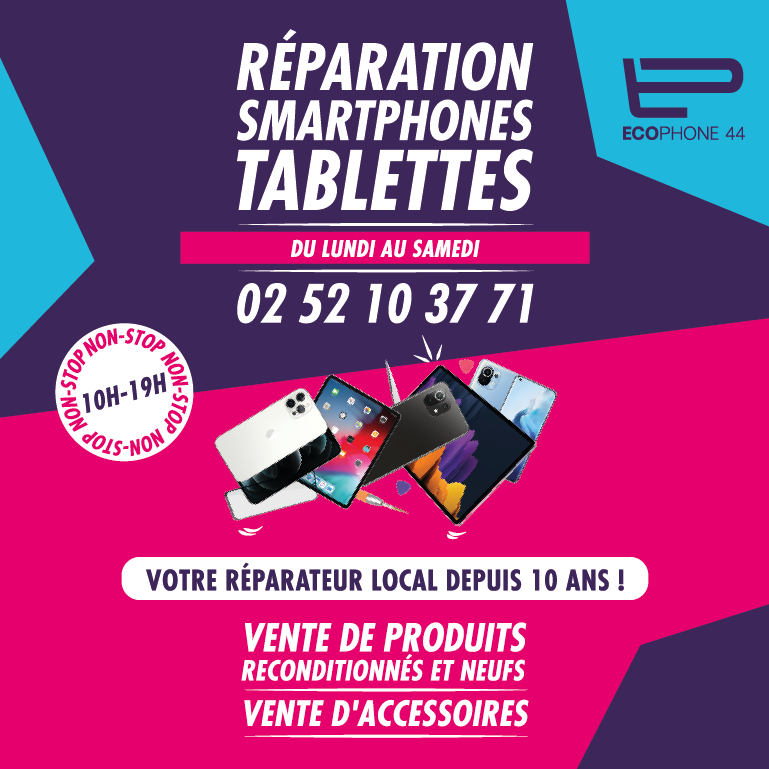 RÉPARATION
SMARTPHONES
TABLETTES
ECOPHONE 44
DU LUNDI AU SAMEDI
02 52 10 37 71
NON-STOP NON-STOP NON-STOP NON-STOP
10H-19H
VOTRE RÉPARATEUR LOCAL DEPUIS 10 ANS !
VENTE DE PRODUITS
RECONDITIONNÉS ET NEUFS
VENTE D'ACCESSOIRES